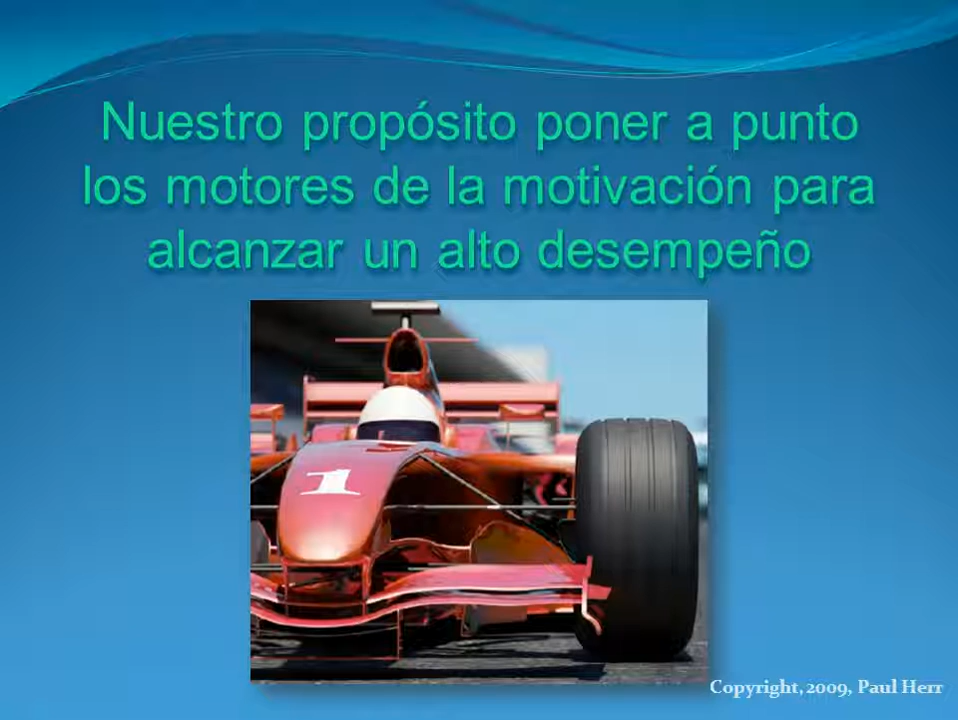 Nuestro propósito poner a punto
los motores de la motivación para
alcanzar un alto desempeño
1
Copyright, 2009, Paul Herr